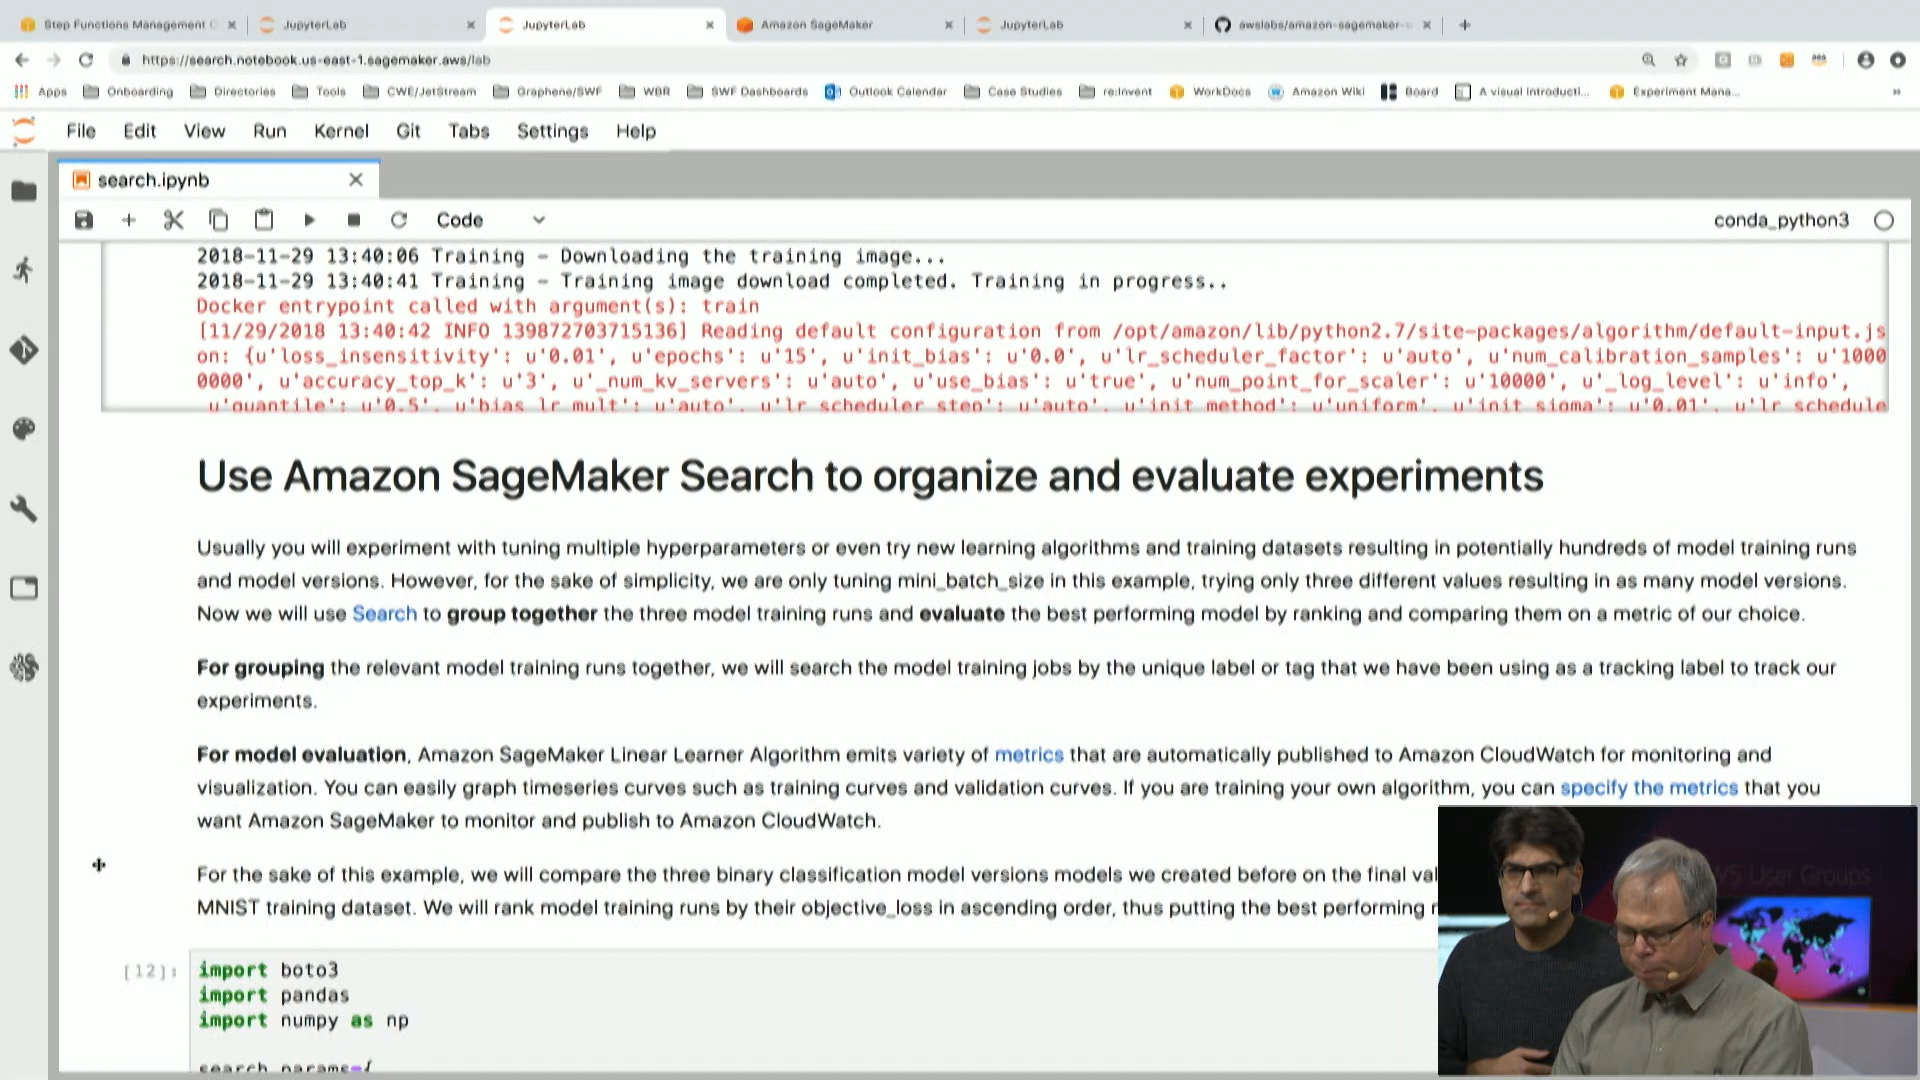 Step Functions Management C
JupyterLab
JupyterLab
Amazon SageMaker
JupyterLab
awslabs/amazon-sagemaker-
https://search.notebook.us-east-1.sagemaker.aws/lab
Apps Onboarding Directories Tools CWE/JetStream Graphene/SWF WBR SWF Dashboards Outlook Calendar Case Studies re:Invent WorkDocs Amazon Wiki Board A visual introducti... Experiment Mana... »
File Edit View Run Kernel Git Tabs Settings Help
search.ipynb
Code
conda_python3
2018-11-29 13:40:06 Training - Downloading the training image...
2018-11-29 13:40:41 Training - Training image download completed. Training in progress..
Docker entrypoint called with argument(s): train
[11/29/2018 13:40:42 INFO 139872703715136] Reading default configuration from /opt/amazon/lib/python2.7/site-packages/algorithm/default-input.js
on: {u'loss_insensitivity': u'0.01', u'epochs': u'15', u'init_bias': u'0.0', u'lr_scheduler_factor': u'auto', u'num_calibration_samples': u'1000
0000', u'accuracy_top_k': u'3', u'_num_kv_servers': u'auto', u'use_bias': u'true', u'num_point_for_scaler': u'10000', u'_log_level': u'info',
u'quantile': u'0.5', u'bias_lr_mult': u'auto', u'lr_scheduler_step': u'auto', u'init_method': u'uniform', u'init_sigma': u'0.01', u'lr_schedule
Use Amazon SageMaker Search to organize and evaluate experiments
Usually you will experiment with tuning multiple hyperparameters or even try new learning algorithms and training datasets resulting in potentially hundreds of model training runs
and model versions. However, for the sake of simplicity, we are only tuning mini_batch_size in this example, trying only three different values resulting in as many model versions.
Now we will use Search to group together the three model training runs and evaluate the best performing model by ranking and comparing them on a metric of our choice.
For grouping the relevant model training runs together, we will search the model training jobs by the unique label or tag that we have been using as a tracking label to track our
experiments.
For model evaluation, Amazon SageMaker Linear Learner Algorithm emits variety of metrics that are automatically published to Amazon CloudWatch for monitoring and
visualization. You can easily graph timeseries curves such as training curves and validation curves. If you are training your own algorithm, you can specify the metrics that you
want Amazon SageMaker to monitor and publish to Amazon CloudWatch.
For the sake of this example, we will compare the three binary classification model versions models we created before on the final val
MNIST training dataset. We will rank model training runs by their objective_loss in ascending order, thus putting the best performing
[12]: import boto3
import pandas
import numpy as np
search_params={
WS User Groups